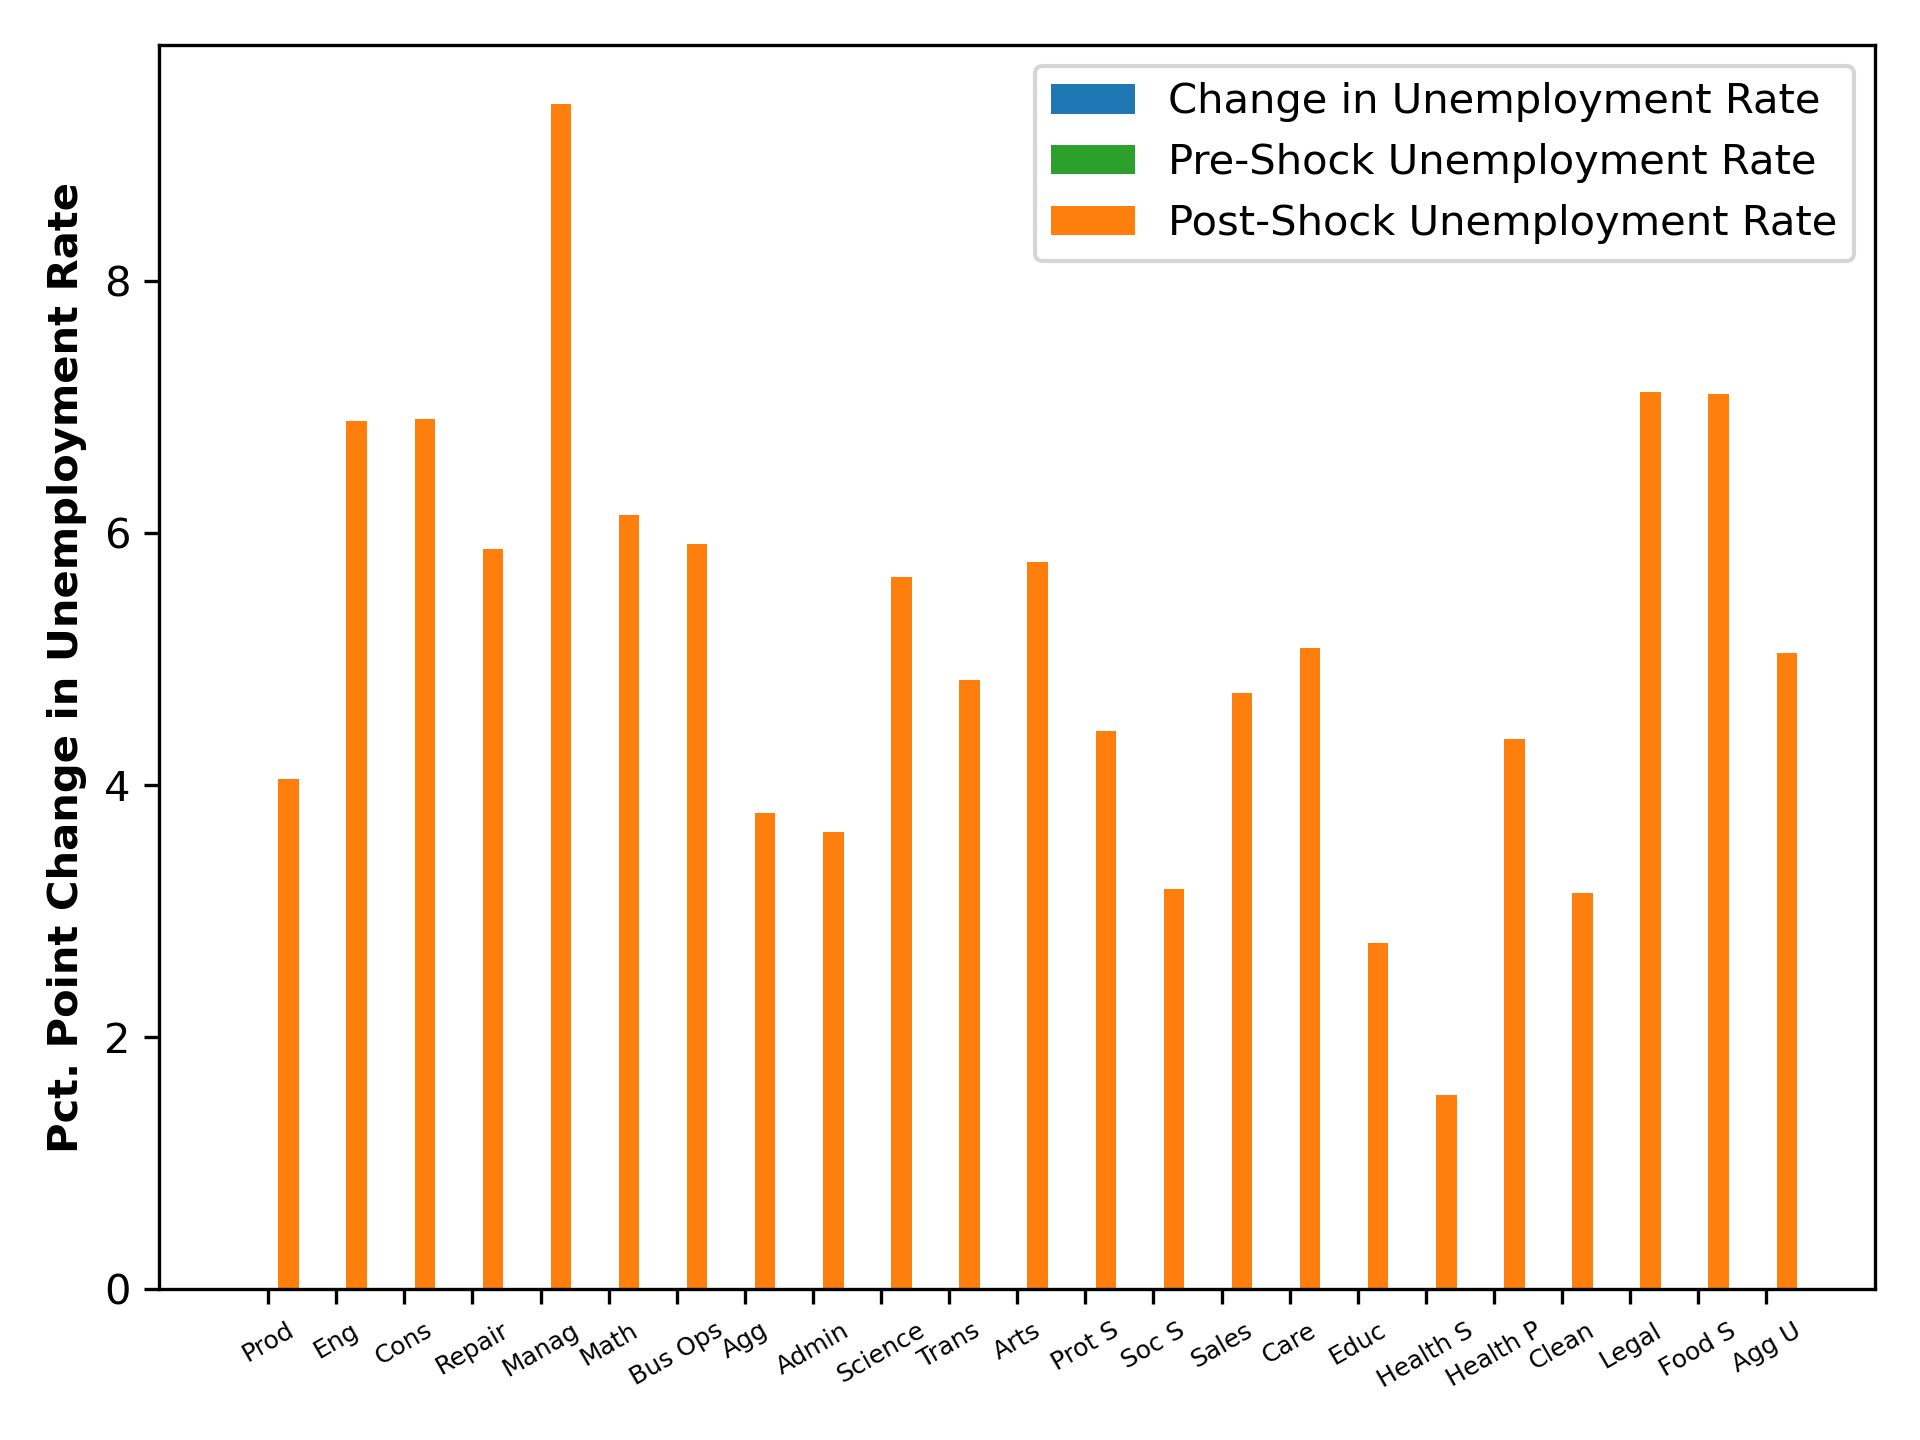 Change in Unemployment Rate
Pre-Shock Unemployment Rate
Post-Shock Unemployment Rate
Pct. Point Change in Unemployment Rate
8
6
4
2
0
Prod
Eng
Cons
Repair
Manag
Math
Bus Ops
Agg
Admin
Science
Trans
Arts
Prot S
Soc S
Sales
Care
Educ
Health S
Health P
Clean
Legal
Food S
Agg U